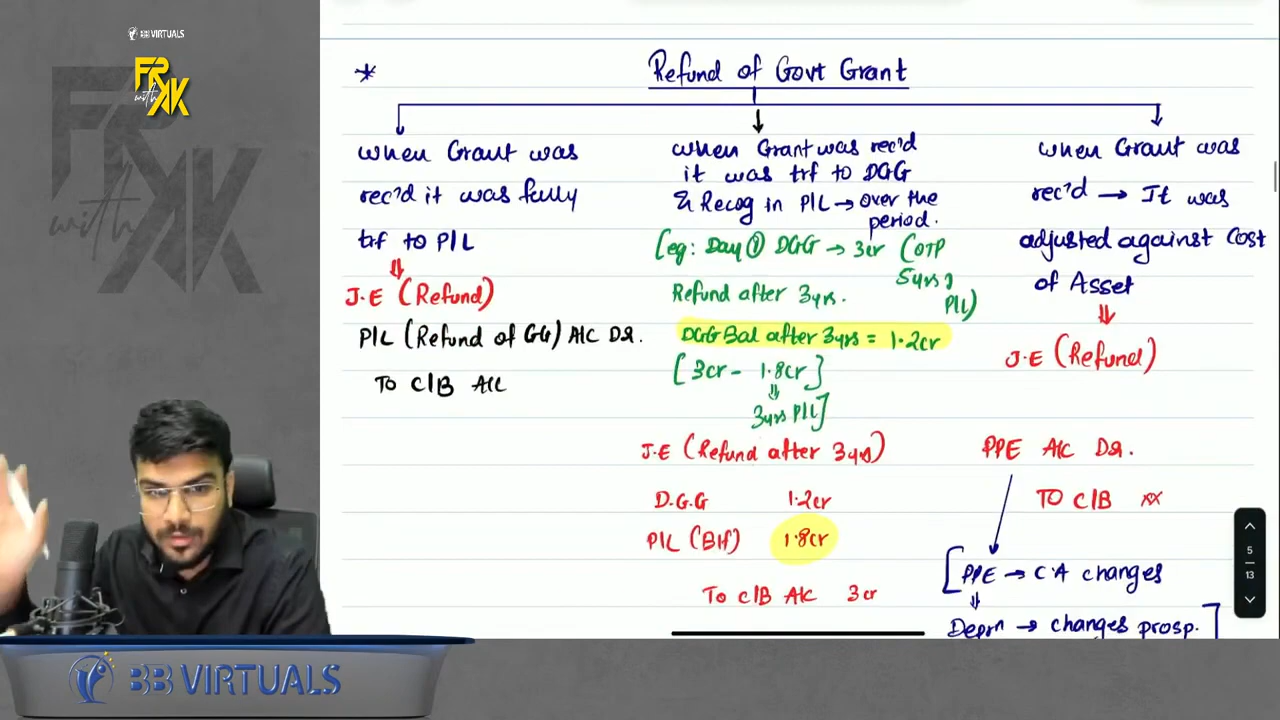 BB VIRTUALS
FR
with
AK
* Refund of Govt Grant
when Grant was
rec'd it was fully
trf to P/L
J.E (Refund)
P/L (Refund of GG) A/C DR.
To C/B A/C
when Grant was rec'd
it was trf to DGG
& Recog in P/L → over the
period.
[eg: Day ① DGG → 3cr (OTP
5yrs,
P/L)
Refund after 3yrs.
DGG Bal after 3yrs = 1.2cr
[3cr - 1.8cr]
3yrs P/L]
J.E (Refund after 3yrs)
D.G.G 1.2cr
P/L (B/f) 1.8cr
To C/B A/C 3cr
when Grant was
rec'd → It was
adjusted against Cost
of Asset
J.E (Refund)
PPE A/C DR.
TO C/B xx
[PPE → C.A changes
Deprn → changes prosp.]
5
13
BB VIRTUALS